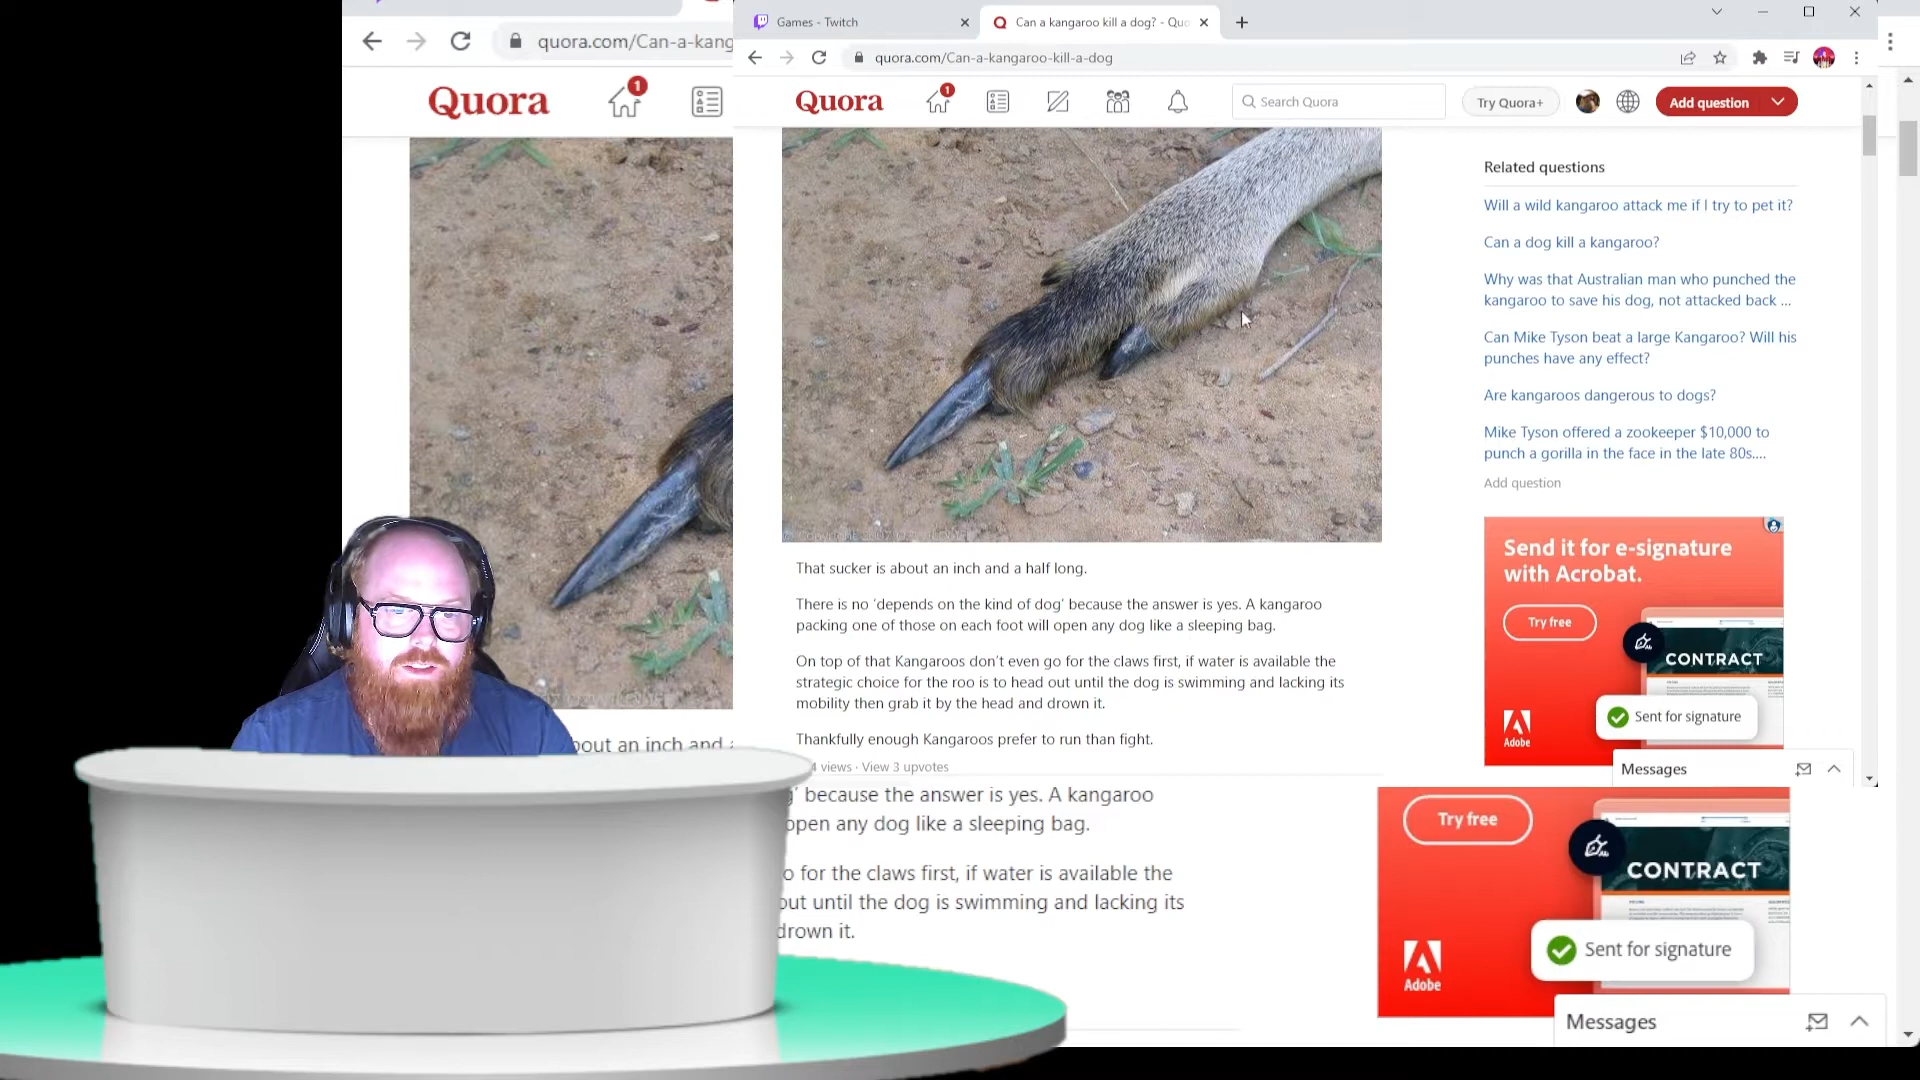 quora.com/Can-a-kang
Quora
1
bout an inch and a
Games - Twitch
Can a kangaroo kill a dog? - Quo
quora.com/Can-a-kangaroo-kill-a-dog
Quora
1
Search Quora
Try Quora+
Add question
That sucker is about an inch and a half long.
There is no ‘depends on the kind of dog’ because the answer is yes. A kangaroo
packing one of those on each foot will open any dog like a sleeping bag.
On top of that Kangaroos don’t even go for the claws first, if water is available the
strategic choice for the roo is to head out until the dog is swimming and lacking its
mobility then grab it by the head and drown it.
Thankfully enough Kangaroos prefer to run than fight.
4 views · View 3 upvotes
Related questions
Will a wild kangaroo attack me if I try to pet it?
Can a dog kill a kangaroo?
Why was that Australian man who punched the
kangaroo to save his dog, not attacked back ...
Can Mike Tyson beat a large Kangaroo? Will his
punches have any effect?
Are kangaroos dangerous to dogs?
Mike Tyson offered a zookeeper $10,000 to
punch a gorilla in the face in the late 80s....
Add question
Send it for e-signature
with Acrobat.
Try free
CONTRACT
Sent for signature
Adobe
Messages
g’ because the answer is yes. A kangaroo
open any dog like a sleeping bag.
o for the claws first, if water is available the
out until the dog is swimming and lacking its
drown it.
Try free
CONTRACT
Sent for signature
Adobe
Messages